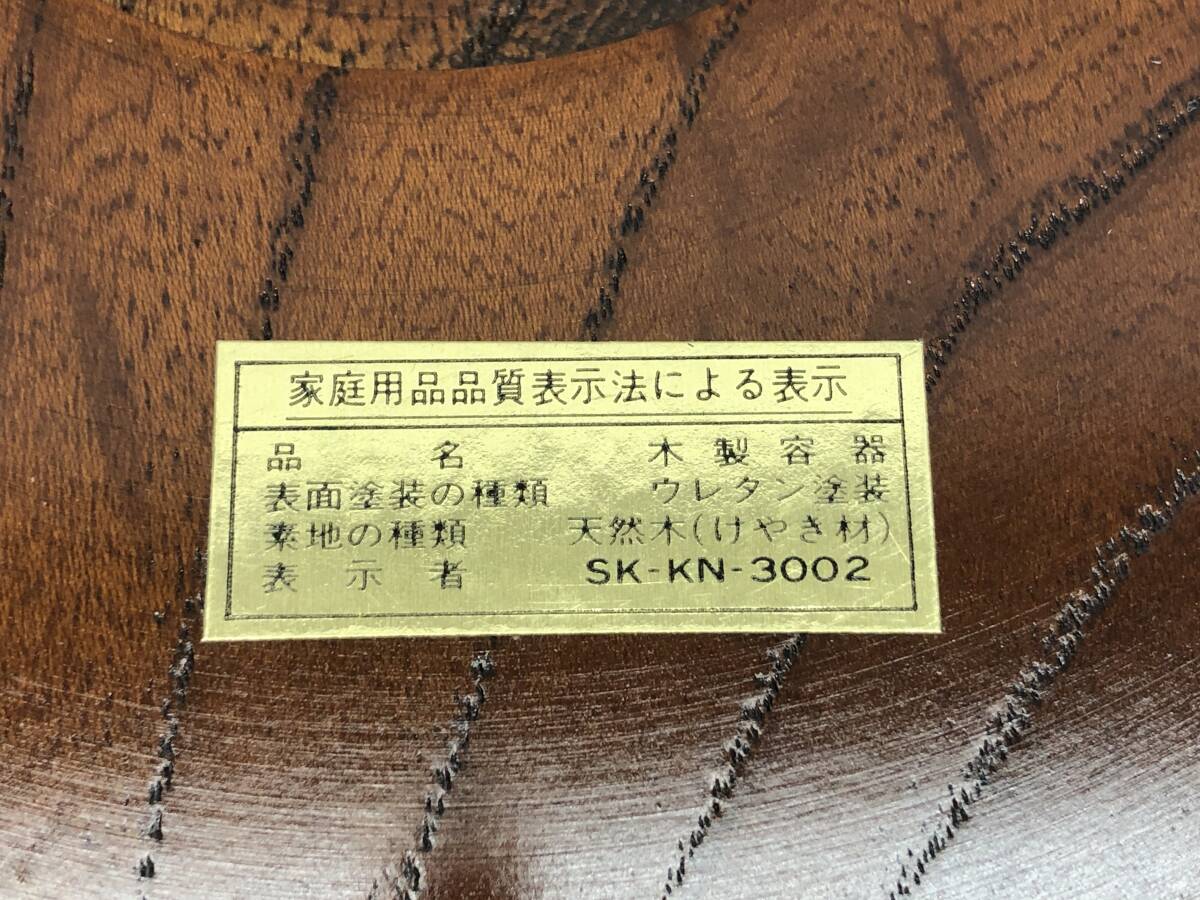 家庭用品品質表示法による表示
品名 木製容器
表面塗装の種類 ウレタン塗装
素地の種類 天然木(けやき材)
表示者 SK-KN-3002